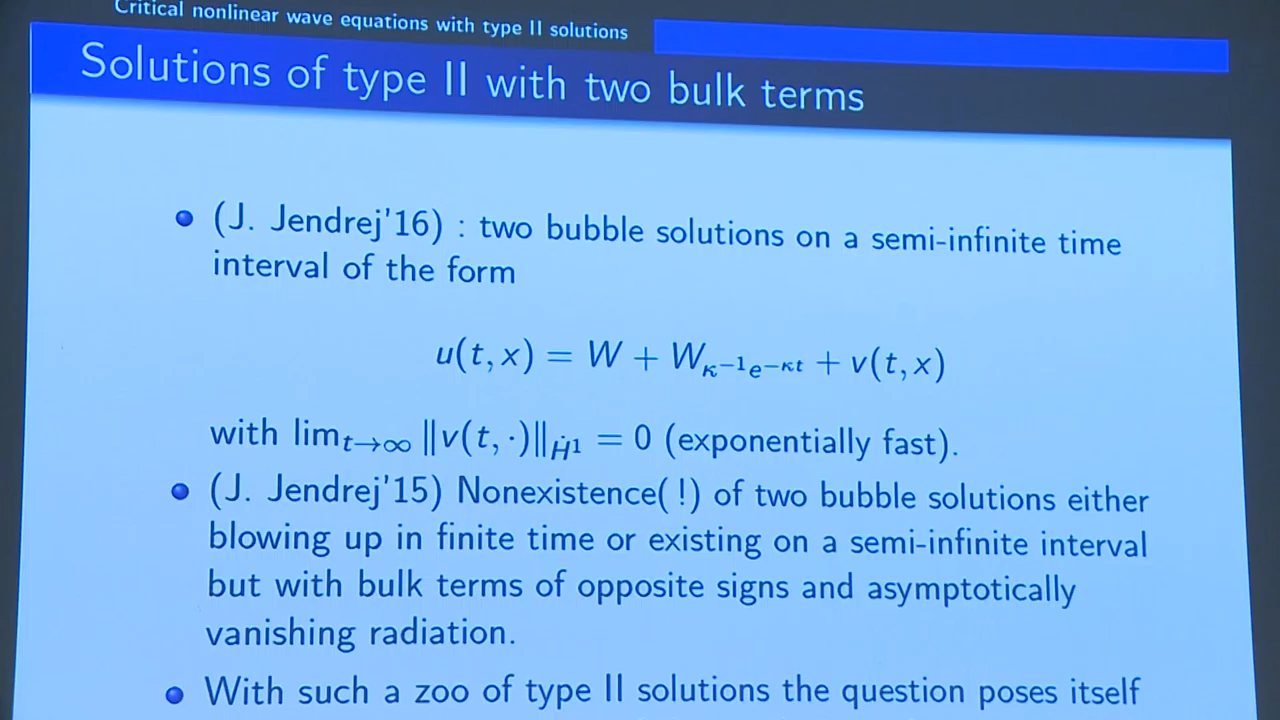 Critical nonlinear wave equations with type II solutions
Solutions of type II with two bulk terms
(J. Jendrej'16) : two bubble solutions on a semi-infinite time
interval of the form
u(t, x) = W + W_{κ^{-1}e^{-κt}} + v(t, x)
with lim_{t→∞} ‖v(t, ·)‖_{Ḣ^1} = 0 (exponentially fast).
(J. Jendrej'15) Nonexistence( !) of two bubble solutions either
blowing up in finite time or existing on a semi-infinite interval
but with bulk terms of opposite signs and asymptotically
vanishing radiation.
With such a zoo of type II solutions the question poses itself